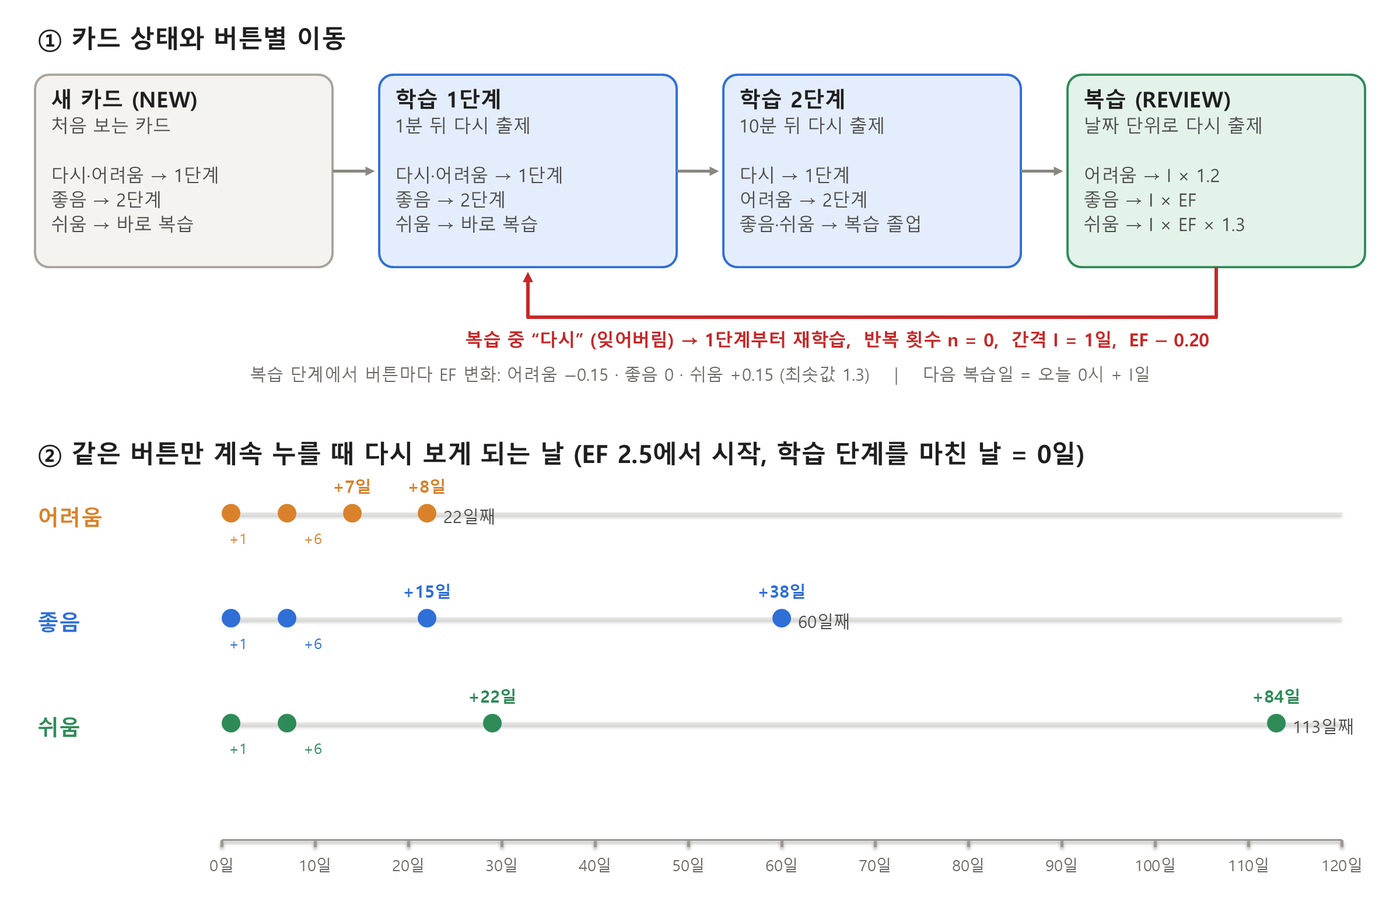 ① 카드 상태와 버튼별 이동
새 카드 (NEW)
처음 보는 카드
다시·어려움 → 1단계
좋음 → 2단계
쉬움 → 바로 복습
학습 1단계
1분 뒤 다시 출제
다시·어려움 → 1단계
좋음 → 2단계
쉬움 → 바로 복습
학습 2단계
10분 뒤 다시 출제
다시 → 1단계
어려움 → 2단계
좋음·쉬움 → 복습 졸업
복습 (REVIEW)
날짜 단위로 다시 출제
어려움 → I × 1.2
좋음 → I × EF
쉬움 → I × EF × 1.3
복습 중 “다시” (잊어버림) → 1단계부터 재학습, 반복 횟수 n = 0, 간격 I = 1일, EF − 0.20
복습 단계에서 버튼마다 EF 변화: 어려움 −0.15 · 좋음 0 · 쉬움 +0.15 (최솟값 1.3) | 다음 복습일 = 오늘 0시 + I일
② 같은 버튼만 계속 누를 때 다시 보게 되는 날 (EF 2.5에서 시작, 학습 단계를 마친 날 = 0일)
+7일 +8일
어려움 22일째
+1 +6
+15일 +38일
좋음 60일째
+1 +6
+22일 +84일
쉬움 113일째
+1 +6
0일 10일 20일 30일 40일 50일 60일 70일 80일 90일 100일 110일 120일